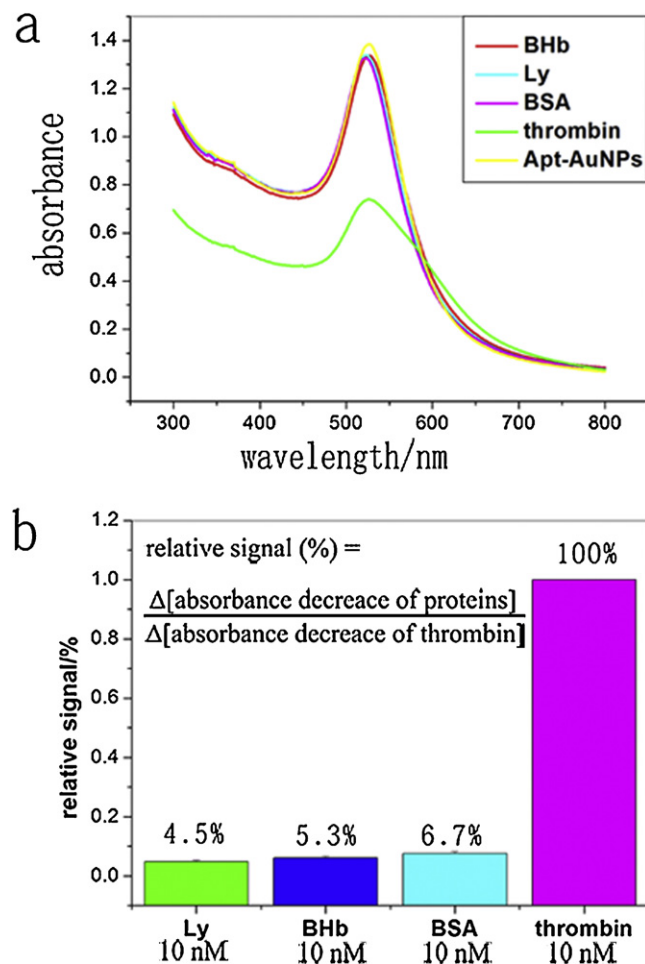 a
BHb
Ly
BSA
thrombin
Apt-AuNPs
absorbance
1.4
1.2
1.0
0.8
0.6
0.4
0.2
0.0
300 400 500 600 700 800
wavelength/nm
b
relative signal (%) =
Δ[absorbance decreace of proteins]
Δ[absorbance decreace of thrombin]
relative signal/%
1.2
1.0
0.8
0.6
0.4
0.2
0.0
4.5% 5.3% 6.7% 100%
Ly BHb BSA thrombin
10 nM 10 nM 10 nM 10 nM